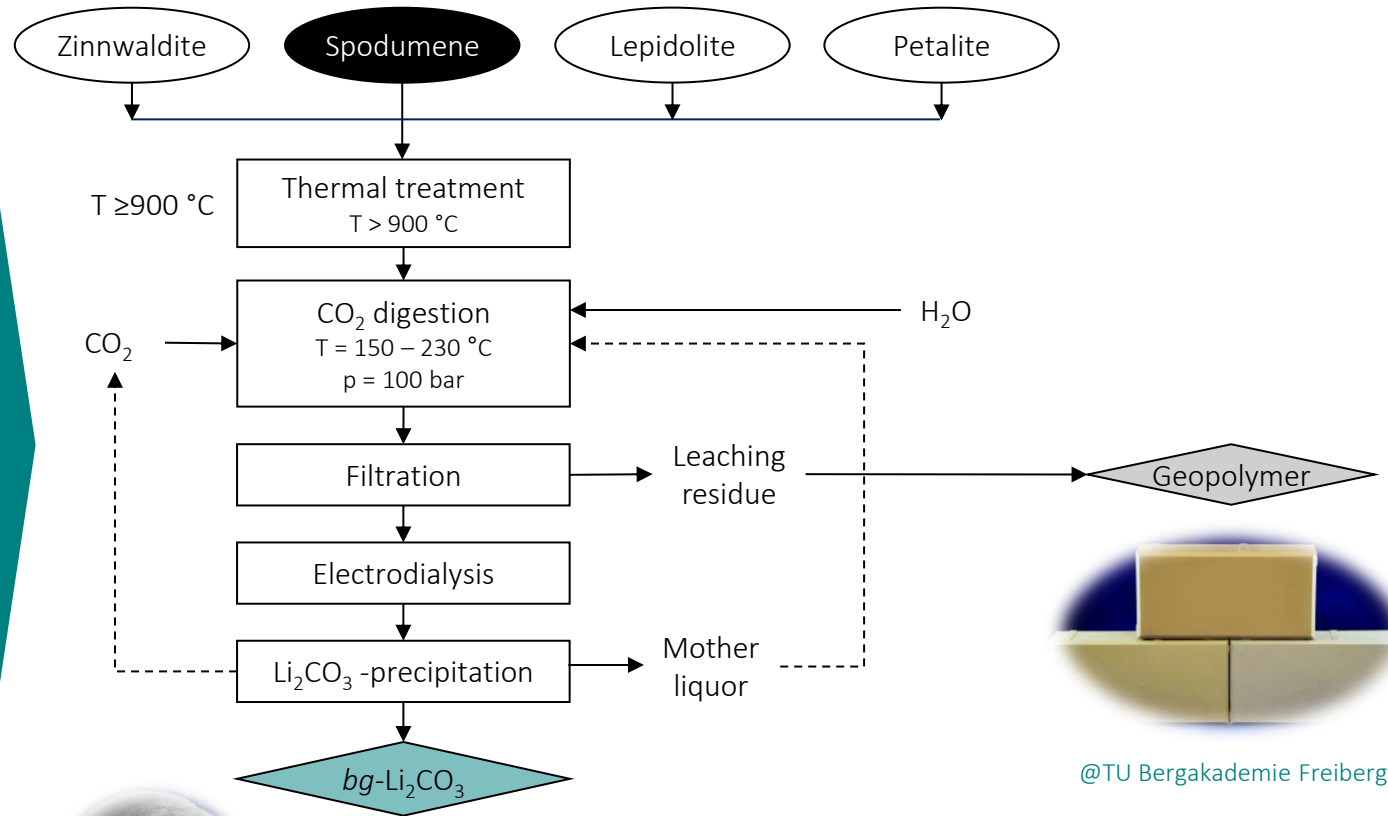 Zinnwaldite
Spodumene
Lepidolite
Petalite
T ≥900 °C
Thermal treatment
T > 900 °C
CO₂
CO₂ digestion
T = 150 – 230 °C
p = 100 bar
H₂O
Filtration
Leaching
residue
Geopolymer
Electrodialysis
Li₂CO₃ -precipitation
Mother
liquor
bg-Li₂CO₃
@TU Bergakademie Freiberg